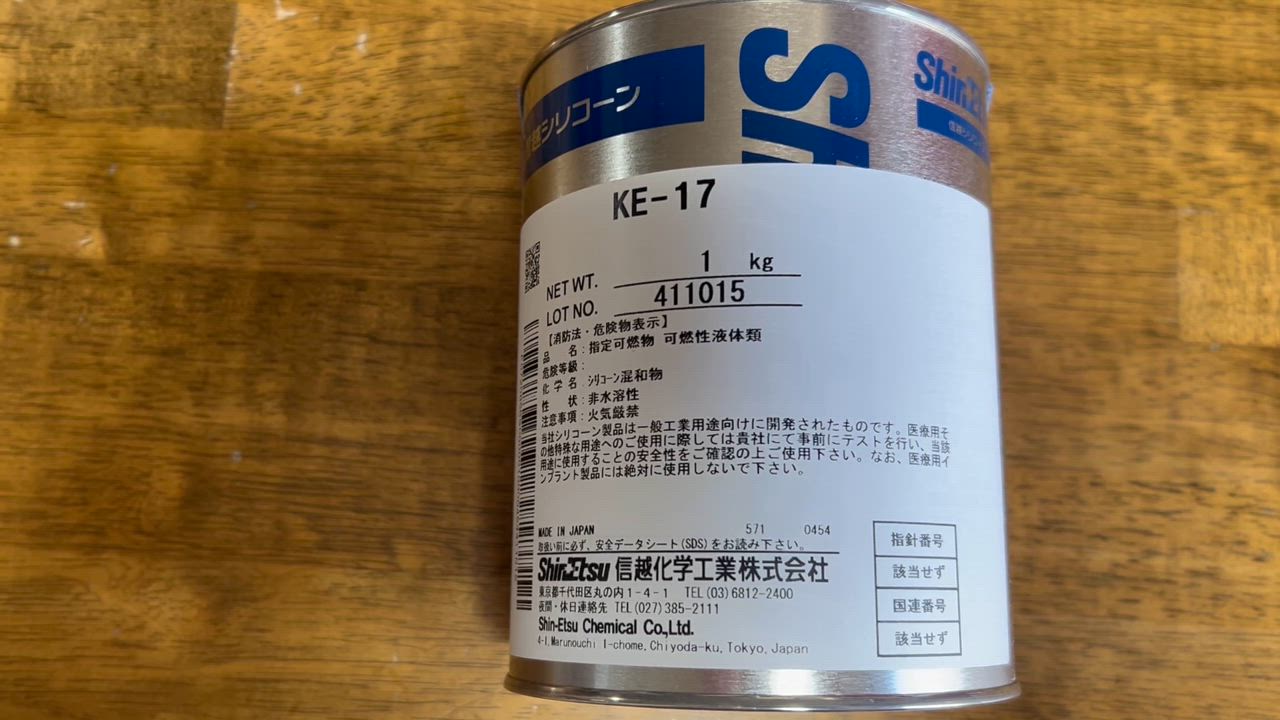 越シリコーン
Shin-Es
信越シリコ
KE-17
NET WT. 1 kg
LOT NO. 411015
【消防法・危険物表示】
品 名:指定可燃物 可燃性液体類
危険等級:
化 学 名:シリコーン混和物
性 状:非水溶性
注意事項:火気厳禁
当社シリコーン製品は一般工業用途向けに開発されたものです。医療用そ
の他特殊な用途へのご使用に際しては貴社にて事前にテストを行い、当該
用途に使用することの安全性をご確認の上ご使用下さい。なお、医療用イ
ンプラント製品には絶対に使用しないで下さい。
MADE IN JAPAN 571 0454
取扱い前に必ず、安全データシート(SDS)をお読み下さい。
ShinEtsu 信越化学工業株式会社
東京都千代田区丸の内1-4-1 TEL(03)6812-2400
夜間・休日連絡先 TEL(027)385-2111
Shin-Etsu Chemical Co.,Ltd.
4-1, Marunouchi 1-chome, Chiyoda-ku, Tokyo, Japan
指針番号
該当せず
国連番号
該当せず